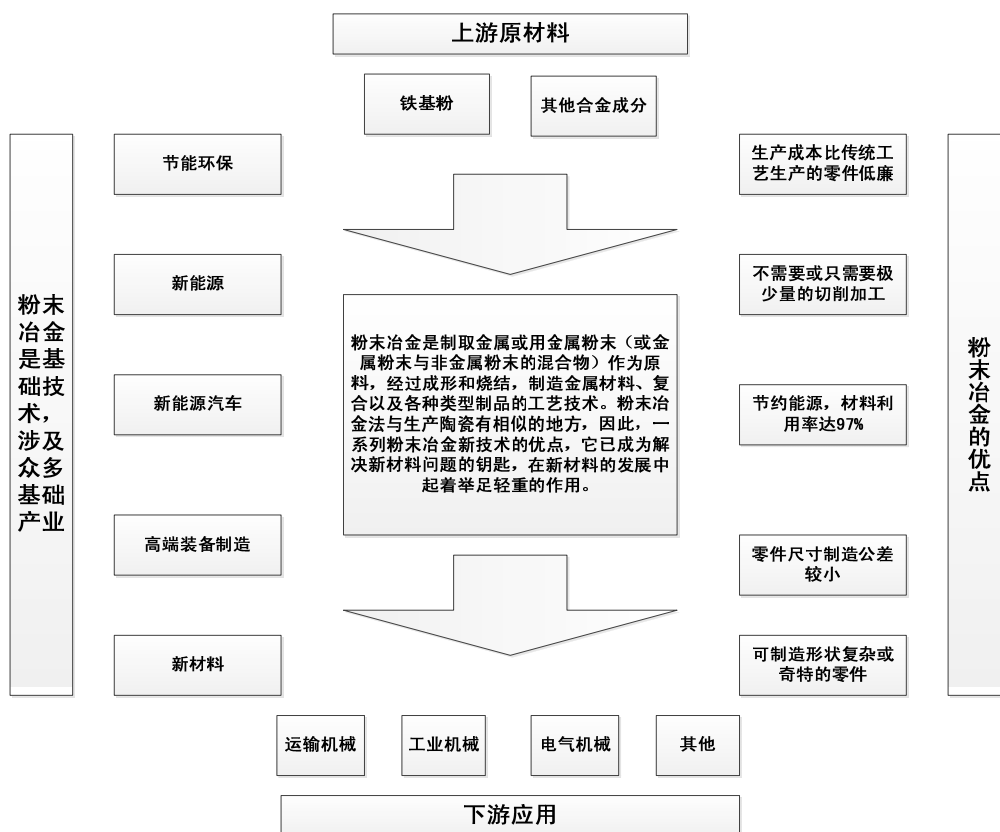 上游原材料
铁基粉
其他合金成分
粉末
冶金
是基
础技
术，
涉及
众多
基础
产业
节能环保
新能源
新能源汽车
高端装备制造
新材料
粉末冶金是制取金属或用金属粉末（或金
属粉末与非金属粉末的混合物）作为原
料，经过成形和烧结，制造金属材料、复
合以及各种类型制品的工艺技术。粉末冶
金法与生产陶瓷有相似的地方，因此，一
系列粉末冶金新技术的优点，它已成为解
决新材料问题的钥匙，在新材料的发展中
起着举足轻重的作用。
生产成本比传统工
艺生产的零件低廉
不需要或只需要极
少量的切削加工
节约能源，材料利
用率达97%
零件尺寸制造公差
较小
可制造形状复杂或
奇特的零件
粉末冶金的优点
运输机械
工业机械
电气机械
其他
下游应用